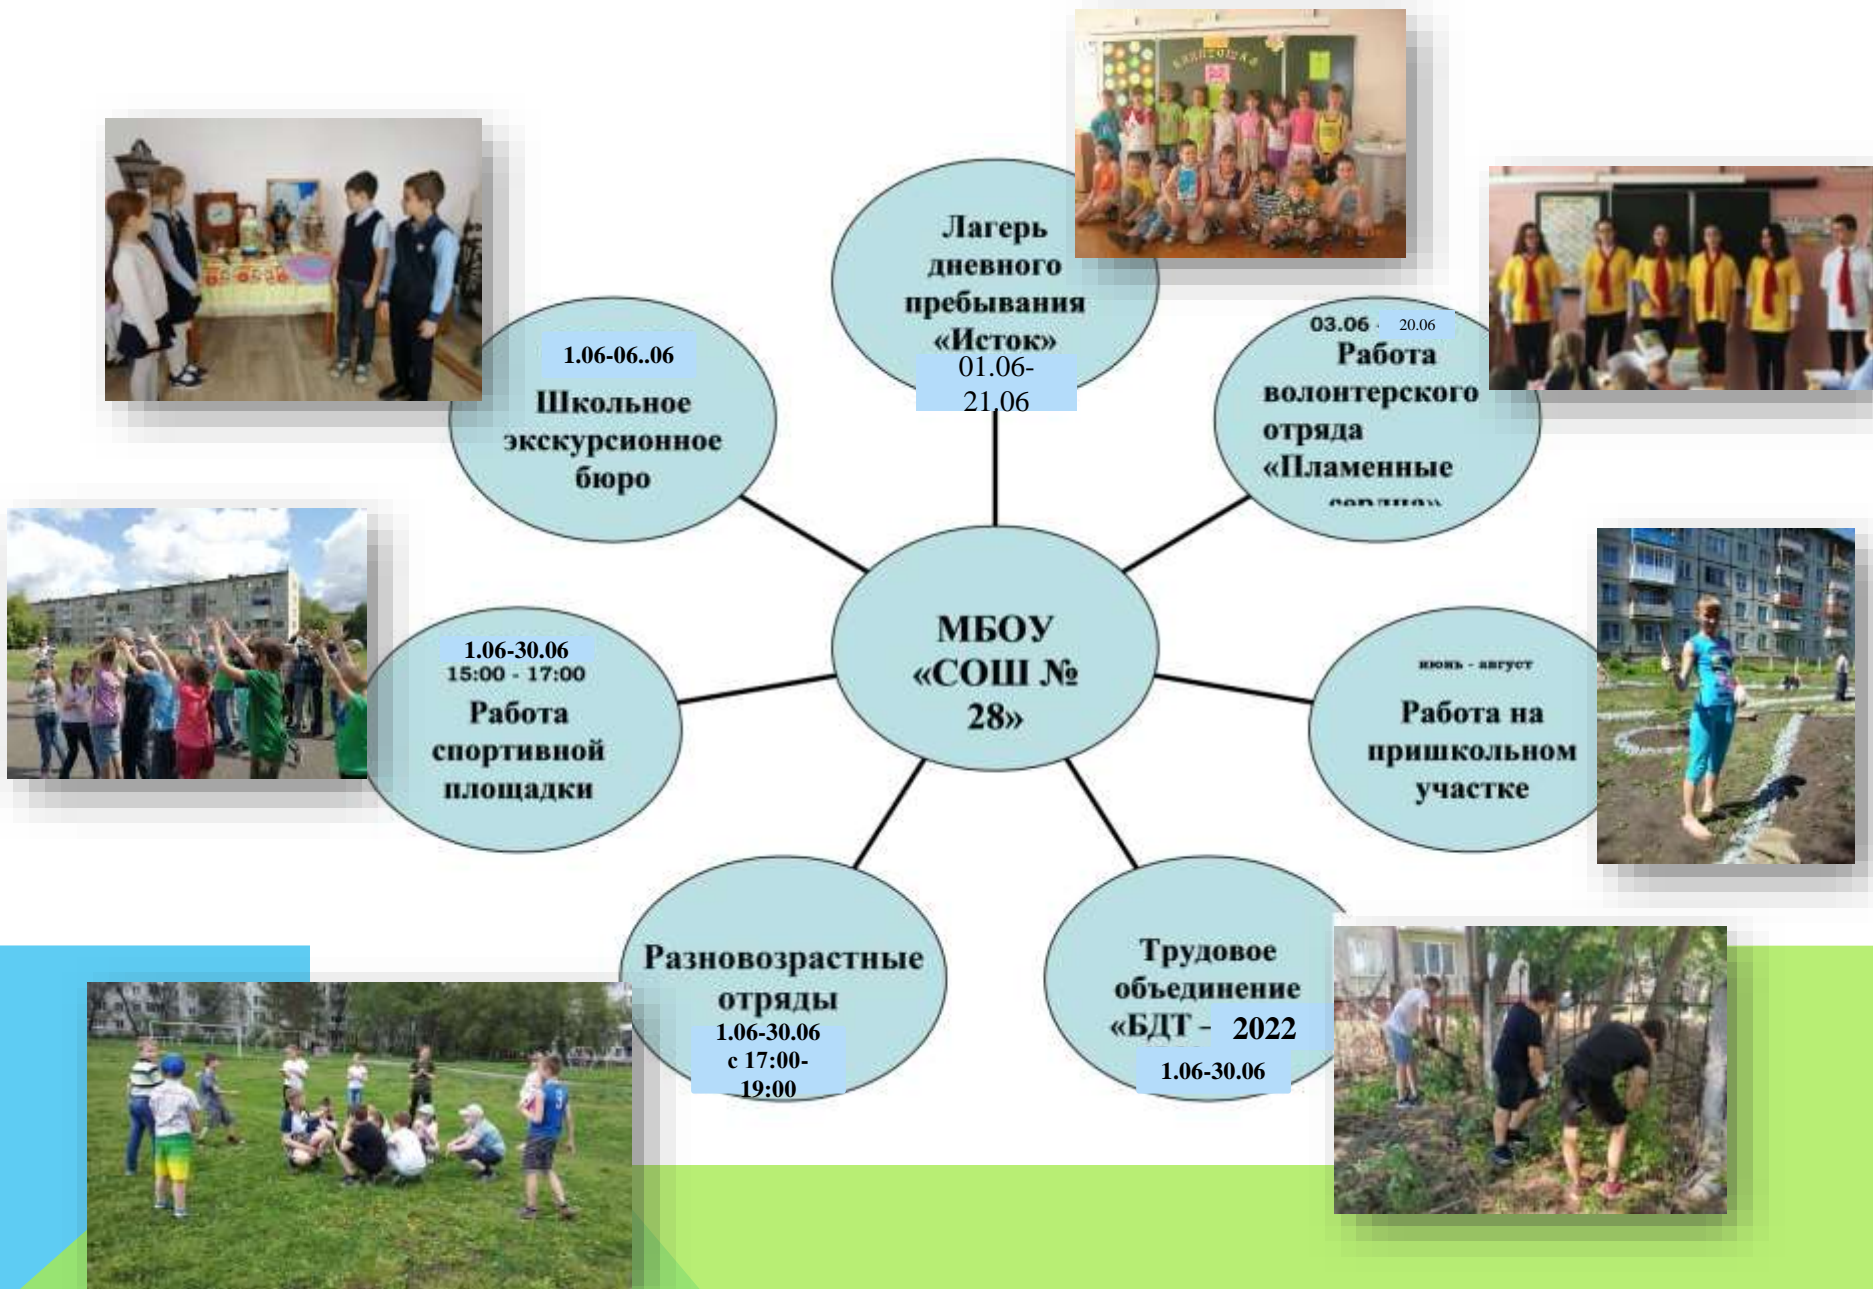 Лагерь
дневного
пребывания
«Исток»
01.06-
21.06
03.06 - 20.06
Работа
волонтерского
отряда
«Пламенные
сердца»
июнь - август
Работа на
пришкольном
участке
Трудовое
объединение
«БДТ – 2022
1.06-30.06
Разновозрастные
отряды
1.06-30.06
с 17:00-
19:00
1.06-30.06
15:00 - 17:00
Работа
спортивной
площадки
1.06-06..06
Школьное
экскурсионное
бюро
МБОУ
«СОШ №
28»